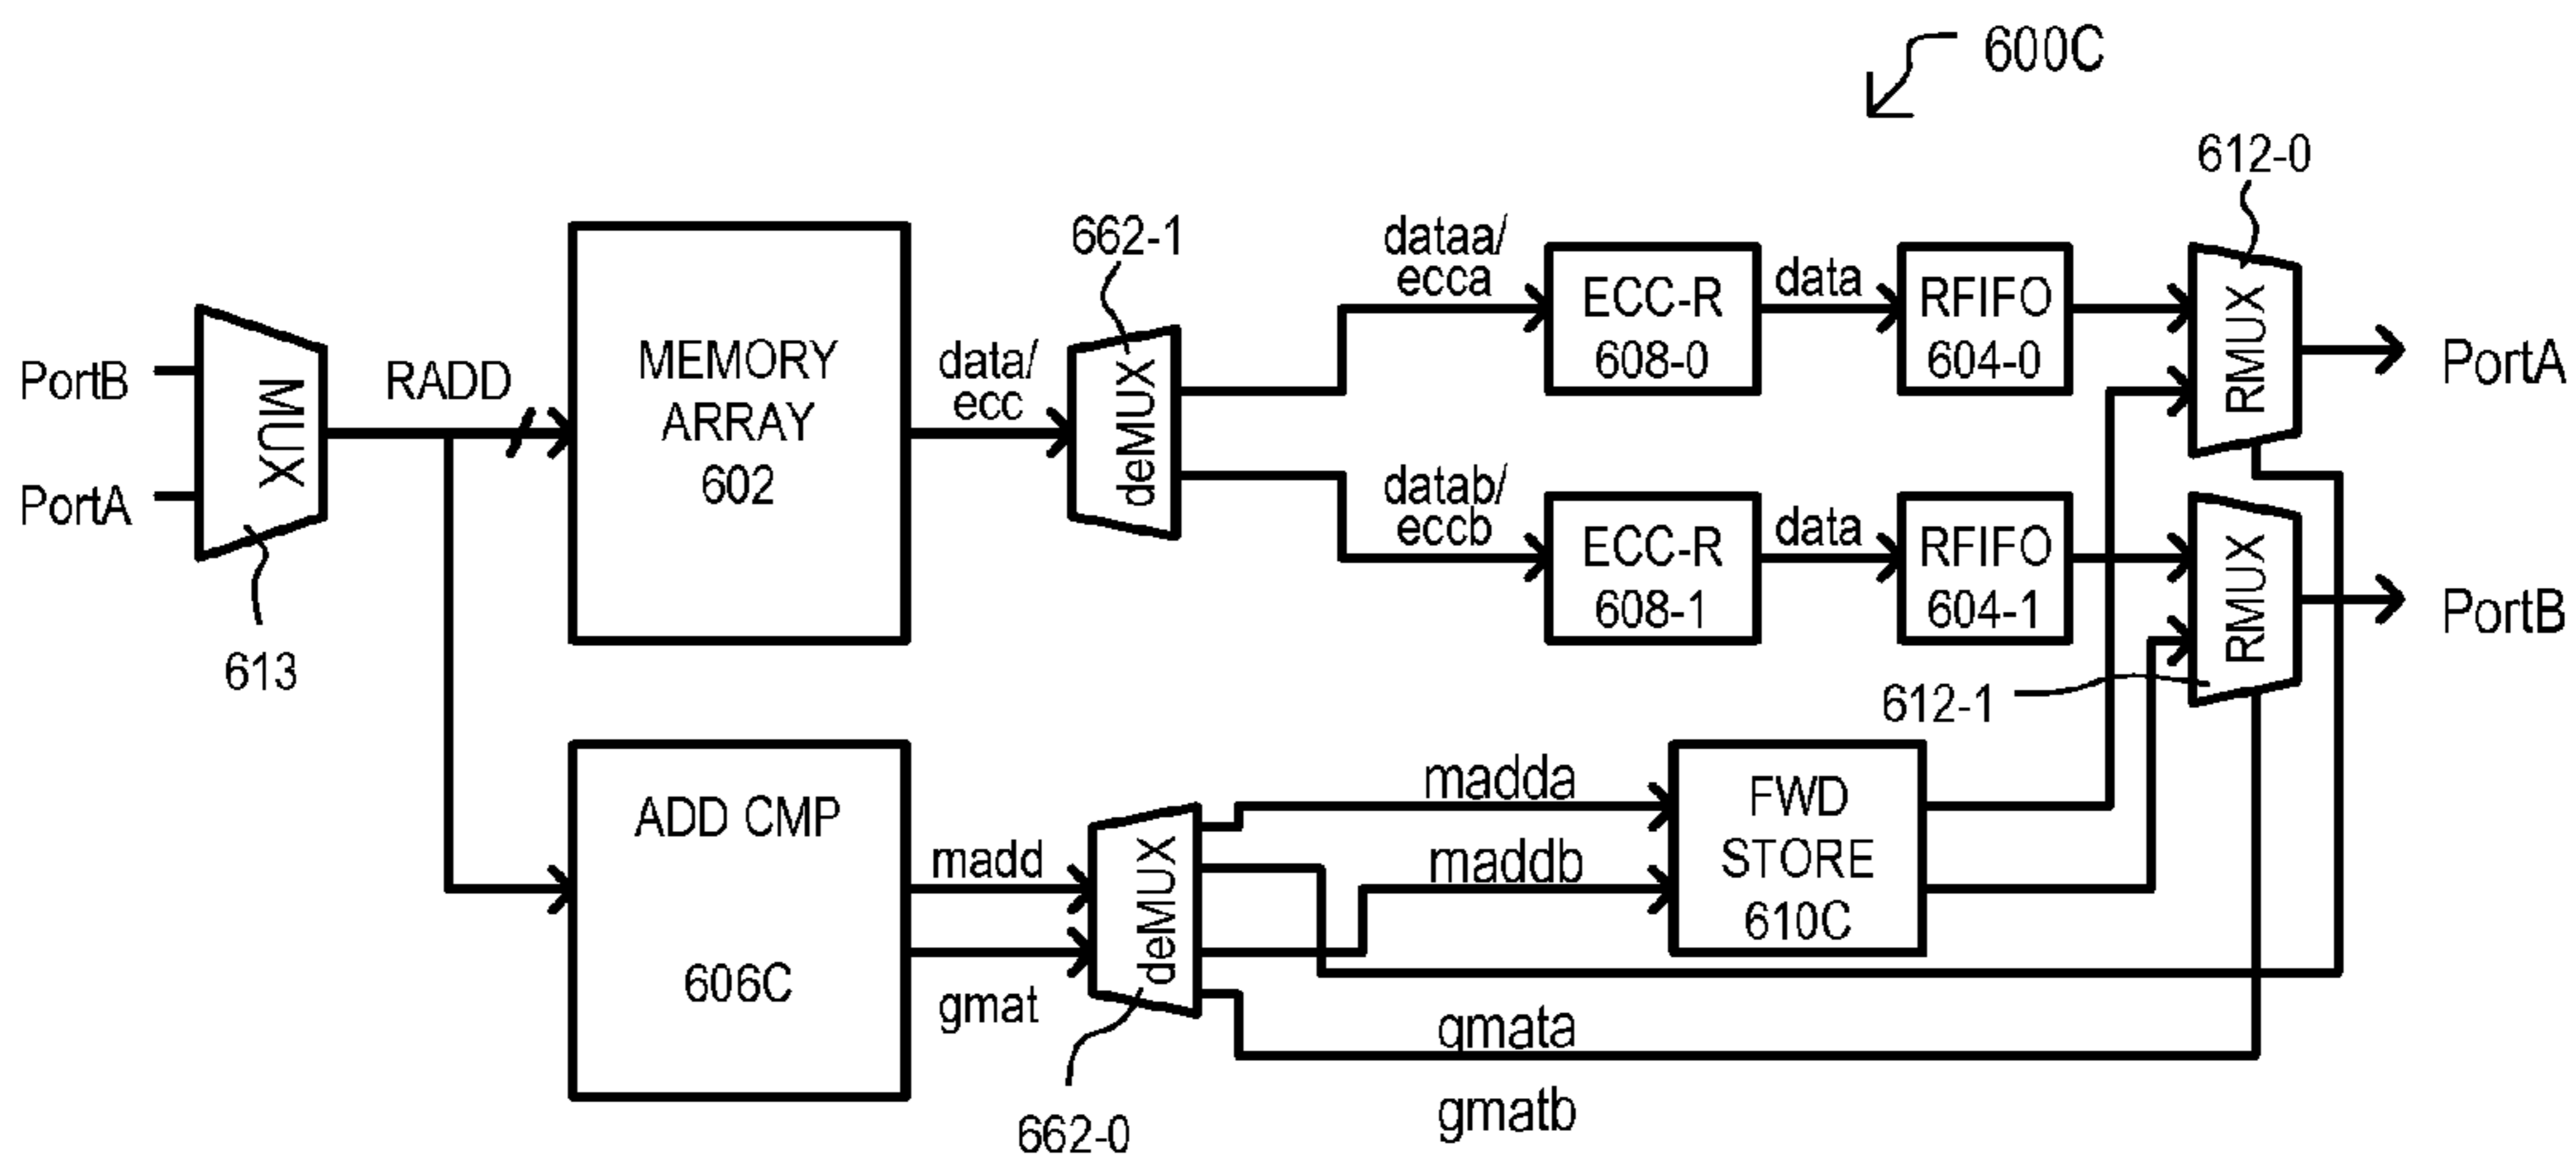 600C
612-0
662-1
dataa/
ecca
ECC-R
608-0
data
RFIFO
604-0
RMUX
PortA
PortB
PortA
MUX
613
RADD
MEMORY
ARRAY
602
data/
ecc
deMUX
datab/
eccb
ECC-R
608-1
data
RFIFO
604-1
RMUX
PortB
612-1
ADD CMP
606C
madd
gmat
deMUX
662-0
madda
maddb
FWD
STORE
610C
gmata
gmatb